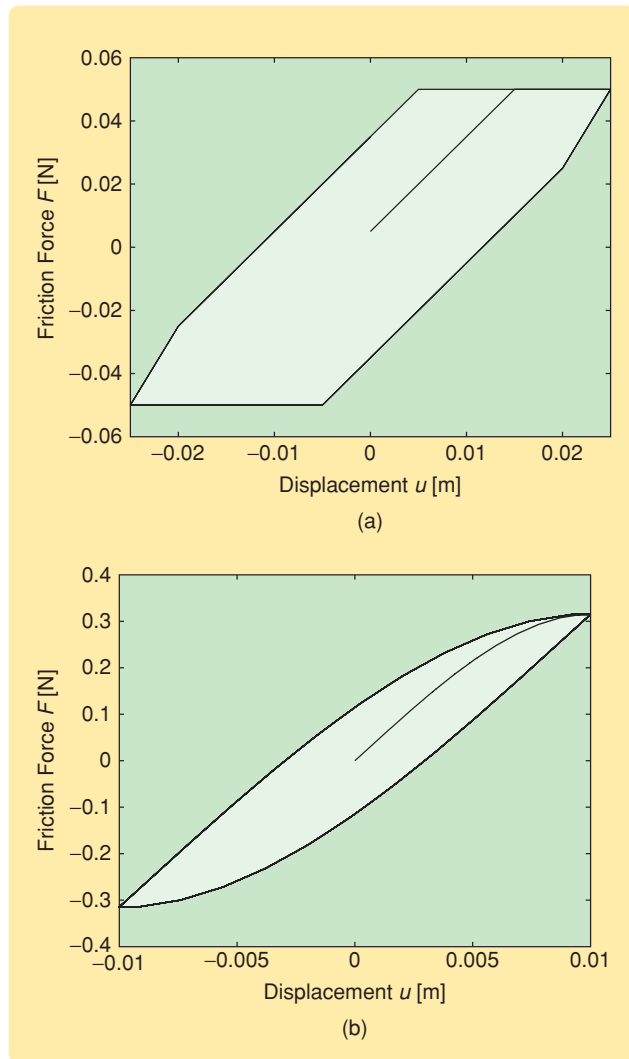 0.06
0.04
0.02
0
−0.02
−0.04
−0.06
Friction Force F [N]
−0.02 −0.01 0 0.01 0.02
Displacement u [m]
(a)
0.4
0.3
0.2
0.1
0
−0.1
−0.2
−0.3
−0.4
Friction Force F [N]
−0.01 −0.005 0 0.005 0.01
Displacement u [m]
(b)